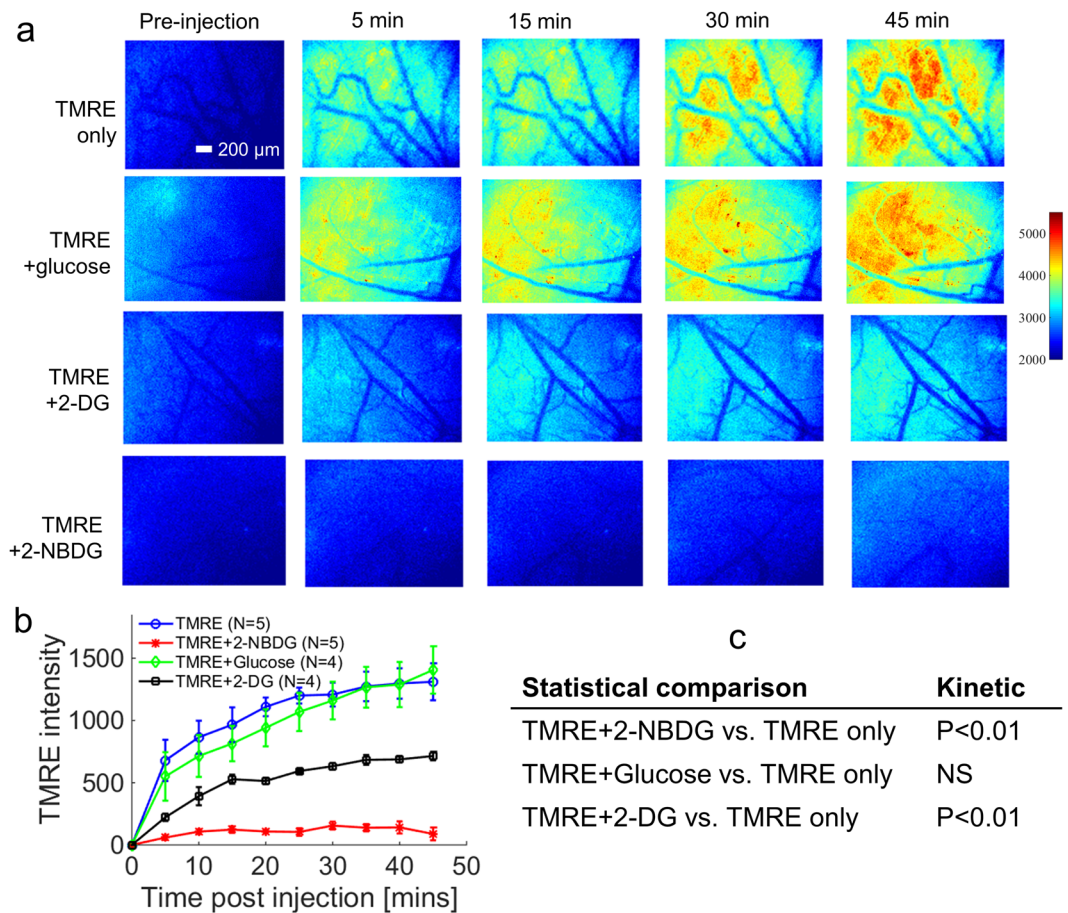 a
Pre-injection
5 min
15 min
30 min
45 min
TMRE
only
200 µm
TMRE
+glucose
5000
4000
3000
2000
TMRE
+2-DG
TMRE
+2-NBDG
b
TMRE intensity
1500
1000
500
0
TMRE (N=5)
TMRE+2-NBDG (N=5)
TMRE+Glucose (N=4)
TMRE+2-DG (N=4)
0
10
20
30
40
50
Time post injection [mins]
c
Statistical comparison Kinetic
TMRE+2-NBDG vs. TMRE only P<0.01
TMRE+Glucose vs. TMRE only NS
TMRE+2-DG vs. TMRE only P<0.01